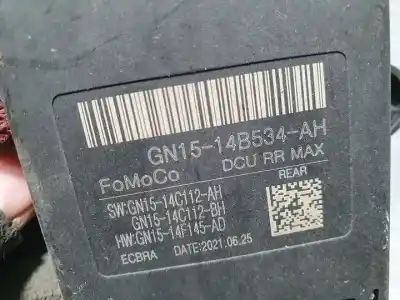 GN15-14B534-AH
FoMoCo DCU RR MAX
SW:GN15-14C112-AH
REAR
GN15-14C112-BH
HW:GN15-14F145-AD
ECBRA DATE:2021.06.25